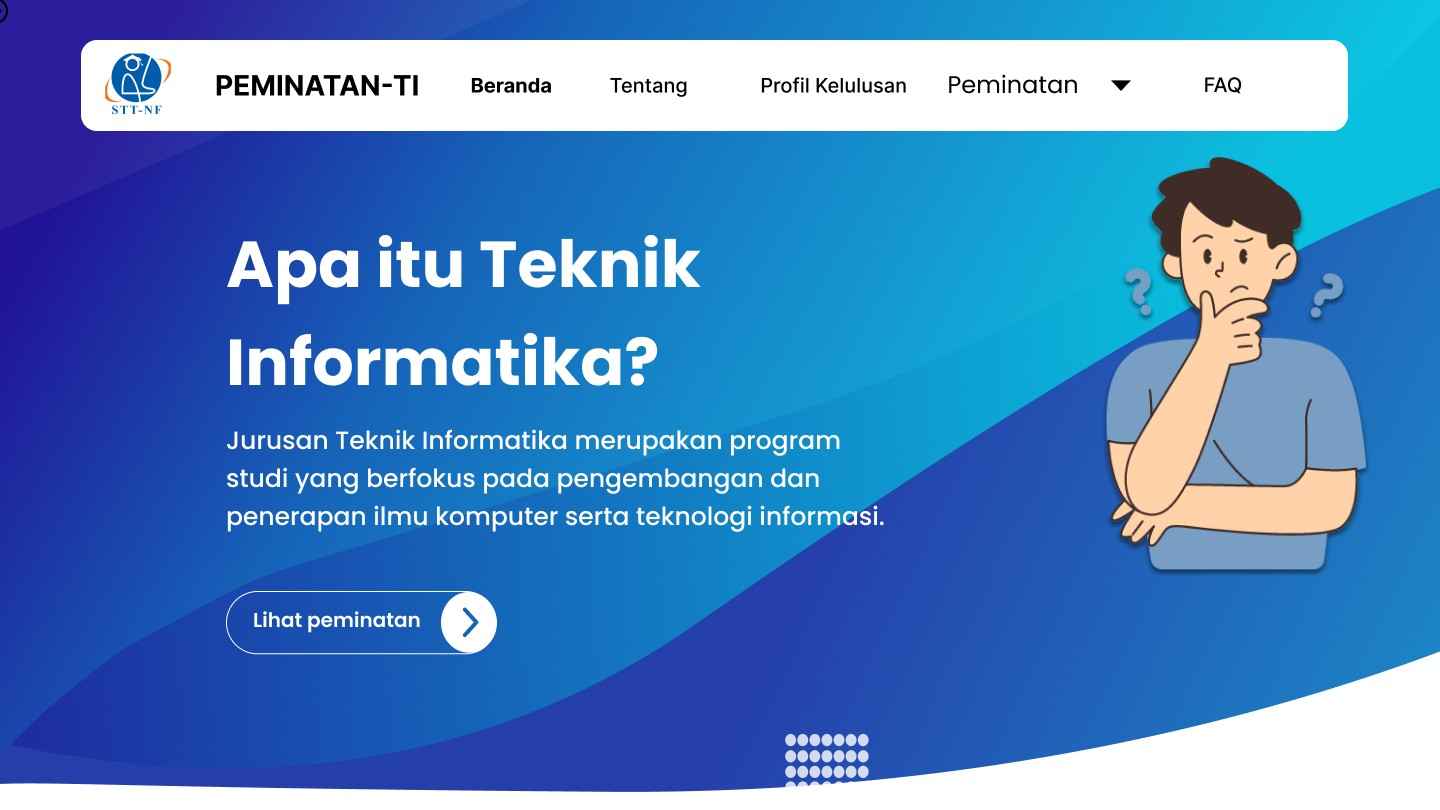 STT-NF
PEMINATAN-TI
Beranda
Tentang
Profil Kelulusan
Peminatan
FAQ
Apa itu Teknik
Informatika?
Jurusan Teknik Informatika merupakan program
studi yang berfokus pada pengembangan dan
penerapan ilmu komputer serta teknologi informasi.
Lihat peminatan
? ?